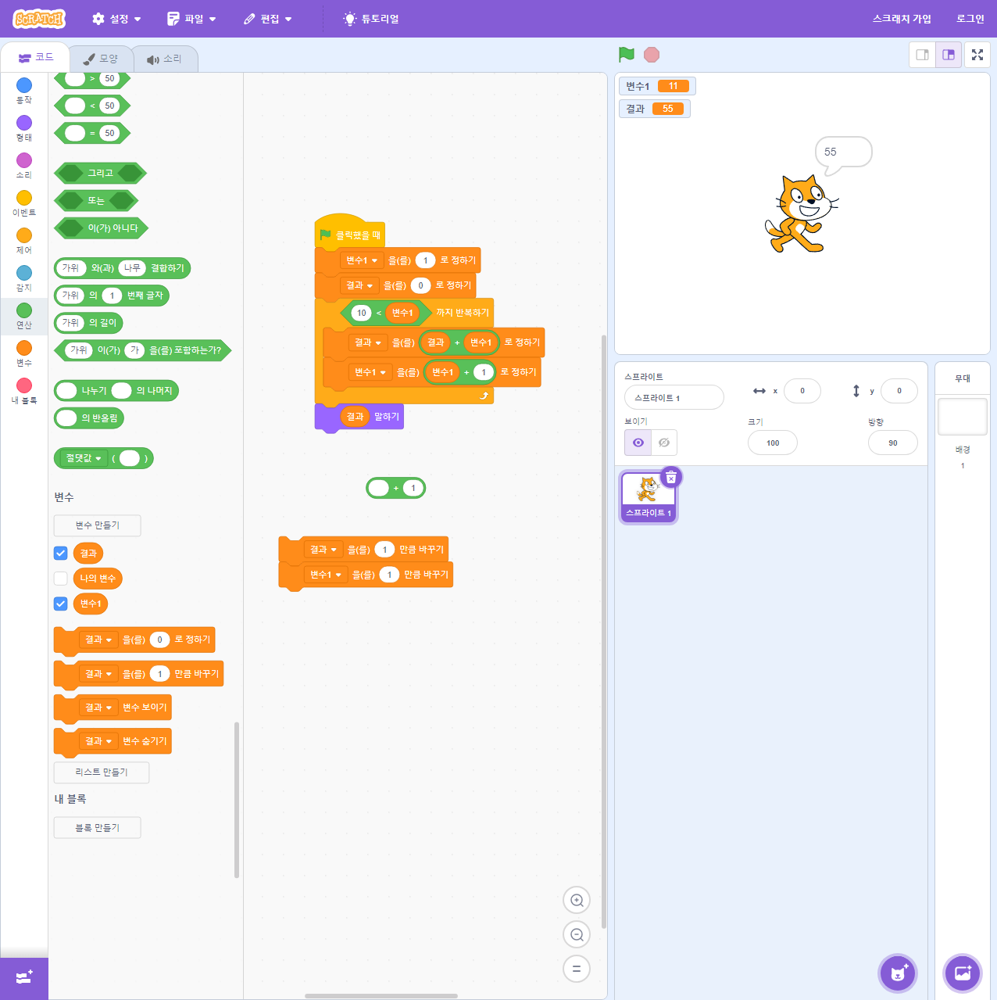 SCRATCH 설정 파일 편집 튜토리얼 스크래치 가입 로그인
코드 모양 소리
동작
형태
소리
이벤트
제어
감지
연산
변수
내 블록
> 50
< 50
= 50
그리고
또는
이(가) 아니다
가위 와(과) 나무 결합하기
가위 의 1 번째 글자
가위 의 길이
가위 이(가) 가 을(를) 포함하는가?
나누기 의 나머지
의 반올림
절댓값 ( )
변수
변수 만들기
결과
나의 변수
변수1
결과 을(를) 0 로 정하기
결과 을(를) 1 만큼 바꾸기
결과 변수 보이기
결과 변수 숨기기
리스트 만들기
내 블록
블록 만들기
클릭했을 때
변수1 을(를) 1 로 정하기
결과 을(를) 0 로 정하기
10 < 변수1 까지 반복하기
결과 을(를) 결과 + 변수1 로 정하기
변수1 을(를) 변수1 + 1 로 정하기
결과 말하기
+ 1
결과 을(를) 1 만큼 바꾸기
변수1 을(를) 1 만큼 바꾸기
변수1 11
결과 55
55
스프라이트
스프라이트 1 x 0 y 0
보이기 크기 방향
100 90
스프라이트 1
무대
배경
1